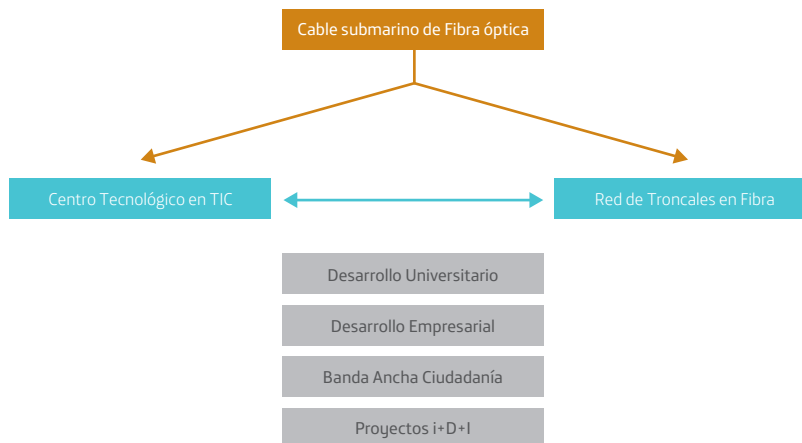 Cable submarino de Fibra óptica
Centro Tecnológico en TIC
Red de Troncales en Fibra
Desarrollo Universitario
Desarrollo Empresarial
Banda Ancha Ciudadanía
Proyectos i+D+I